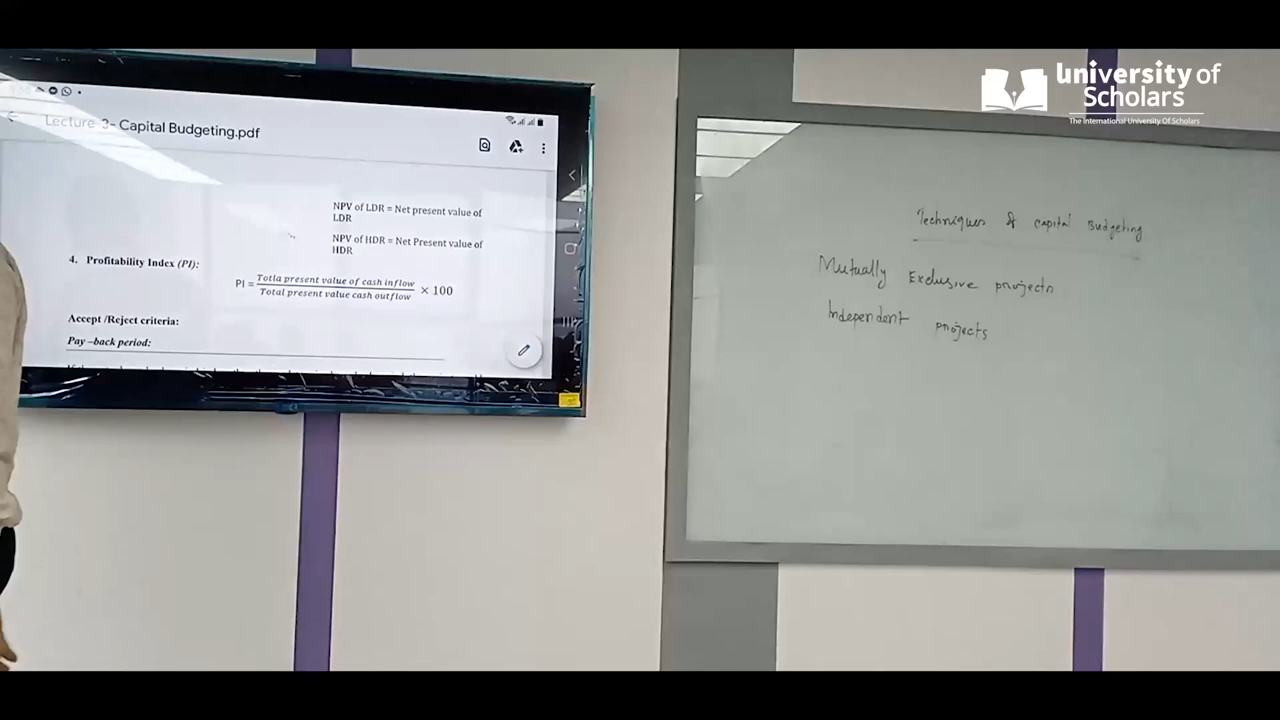 Lecture 3- Capital Budgeting.pdf
NPV of LDR = Net present value of
LDR
NPV of HDR = Net Present value of
HDR
4. Profitability Index (PI):
PI = Totla present value of cash inflow / Total present value cash outflow × 100
Accept /Reject criteria:
Pay –back period:
university of
Scholars
The International University Of Scholars
Techniques of capital Budgeting
Mutually Exclusive projects
Independent projects